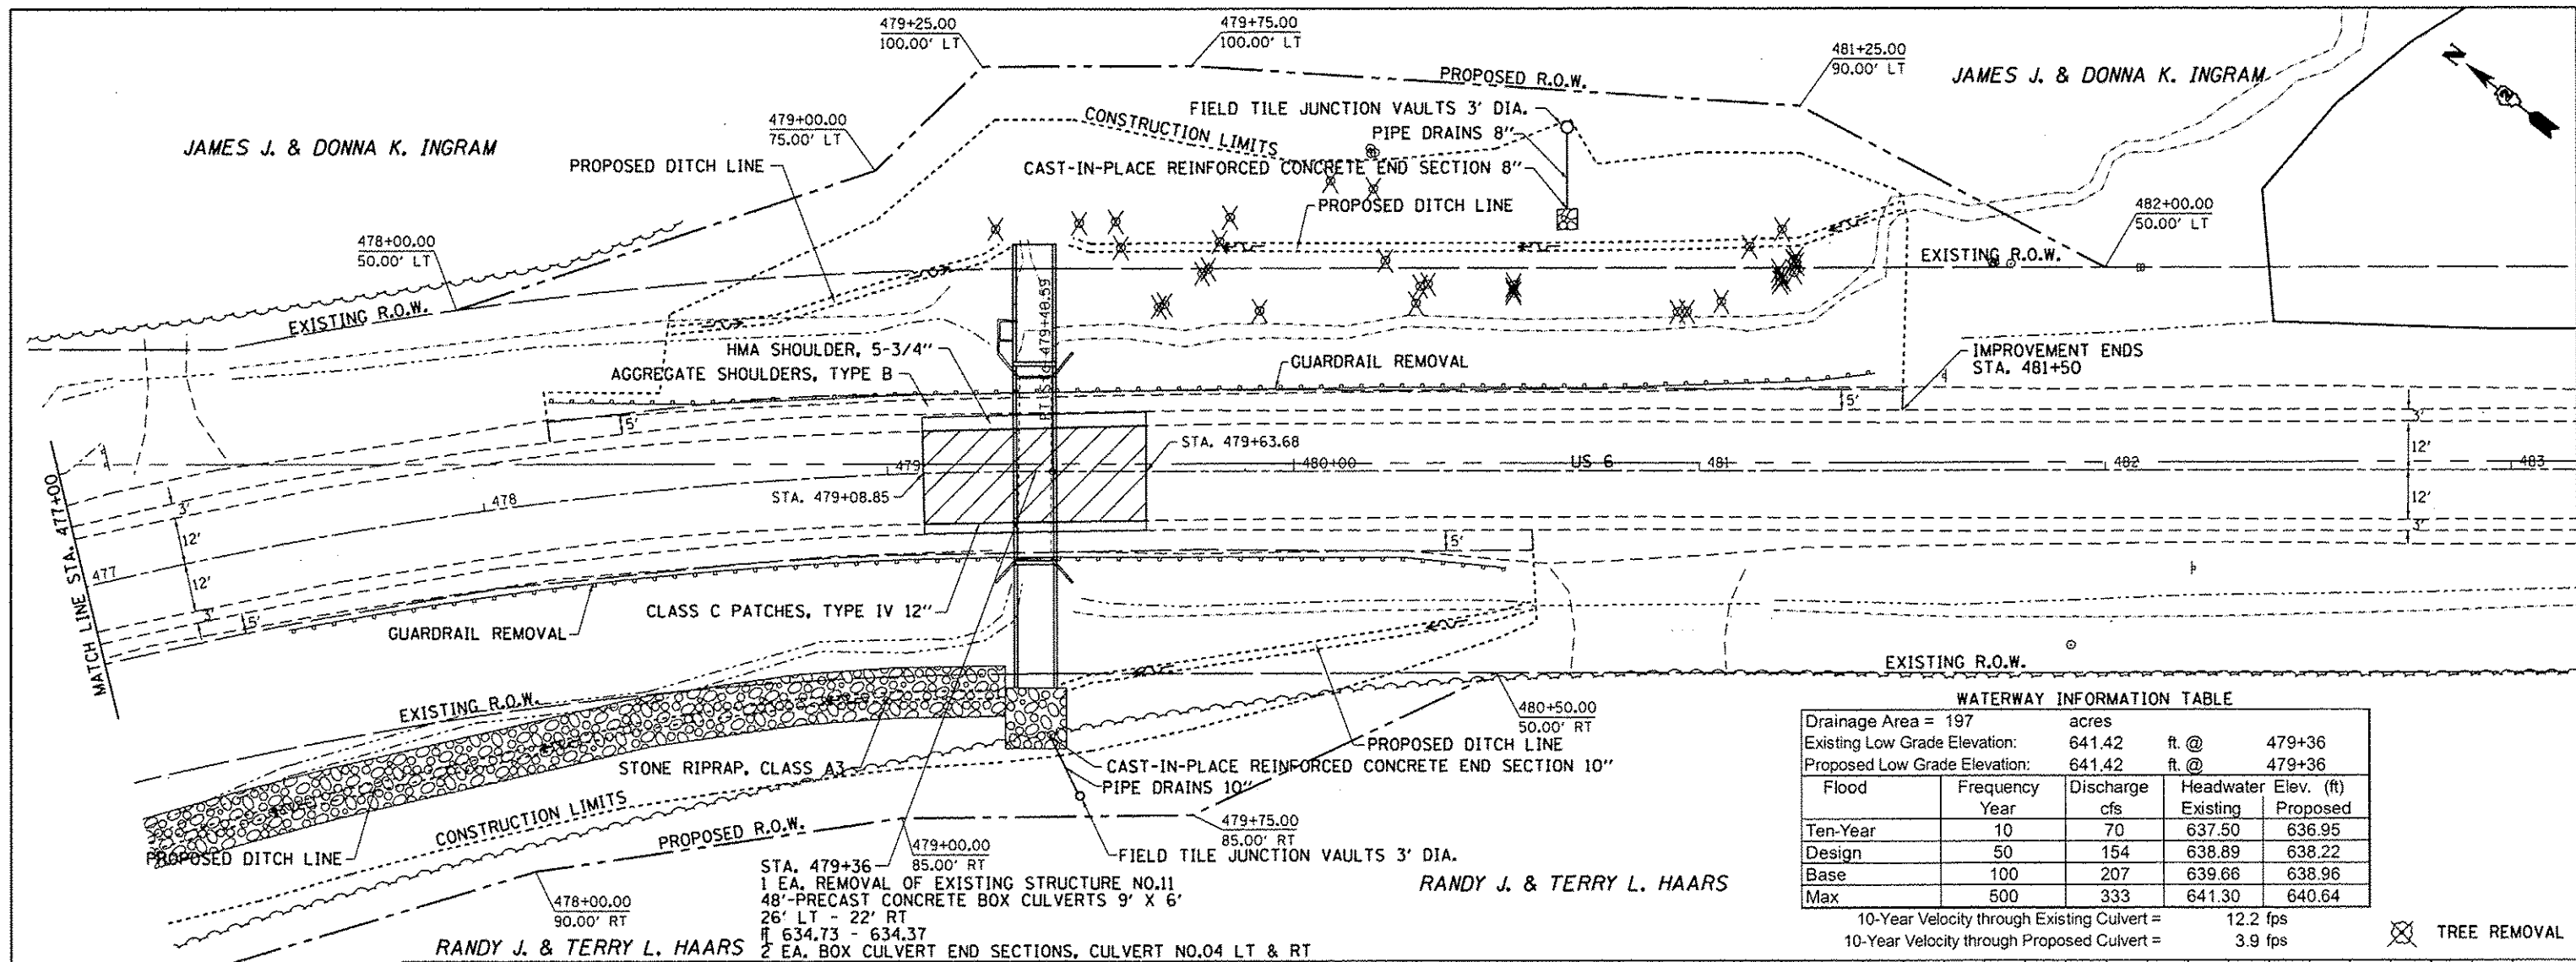 479+25.00
100.00' LT
479+75.00
100.00' LT
481+25.00
90.00' LT
PROPOSED R.O.W.
JAMES J. & DONNA K. INGRAM
N
FIELD TILE JUNCTION VAULTS 3' DIA.
479+00.00
75.00' LT
CONSTRUCTION LIMITS
PIPE DRAINS 8"
JAMES J. & DONNA K. INGRAM
PROPOSED DITCH LINE
CAST-IN-PLACE REINFORCED CONCRETE END SECTION 8"
PROPOSED DITCH LINE
482+00.00
50.00' LT
478+00.00
50.00' LT
EXISTING R.O.W.
EXISTING R.O.W.
HMA SHOULDER, 5-3/4"
AGGREGATE SHOULDERS, TYPE B
GUARDRAIL REMOVAL
IMPROVEMENT ENDS
STA. 481+50
5'
5'
3'
12'
12'
3'
STA. 479+63.68
479
480+00
US 6
481
482
483
STA. 479+08.85
478
477
MATCH LINE STA. 477+00
3'
12'
12'
3'
5'
5'
CLASS C PATCHES, TYPE IV 12"
GUARDRAIL REMOVAL
EXISTING R.O.W.
EXISTING R.O.W.
480+50.00
50.00' RT
PROPOSED DITCH LINE
STONE RIPRAP, CLASS A3
CAST-IN-PLACE REINFORCED CONCRETE END SECTION 10"
PIPE DRAINS 10"
CONSTRUCTION LIMITS
PROPOSED R.O.W.
479+75.00
85.00' RT
479+00.00
85.00' RT
PROPOSED DITCH LINE
FIELD TILE JUNCTION VAULTS 3' DIA.
478+00.00
90.00' RT
STA. 479+36
1 EA. REMOVAL OF EXISTING STRUCTURE NO.11
48'-PRECAST CONCRETE BOX CULVERTS 9' X 6'
26' LT - 22' RT
634.73 - 634.37
2 EA. BOX CULVERT END SECTIONS, CULVERT NO.04 LT & RT
RANDY J. & TERRY L. HAARS
RANDY J. & TERRY L. HAARS
WATERWAY INFORMATION TABLE
Drainage Area = 197 acres
Existing Low Grade Elevation: 641.42 ft. @ 479+36
Proposed Low Grade Elevation: 641.42 ft. @ 479+36
Flood Frequency Discharge Headwater Elev. (ft)
Year cfs Existing Proposed
Ten-Year 10 70 637.50 636.95
Design 50 154 638.89 638.22
Base 100 207 639.66 638.96
Max 500 333 641.30 640.64
10-Year Velocity through Existing Culvert = 12.2 fps
10-Year Velocity through Proposed Culvert = 3.9 fps
TREE REMOVAL